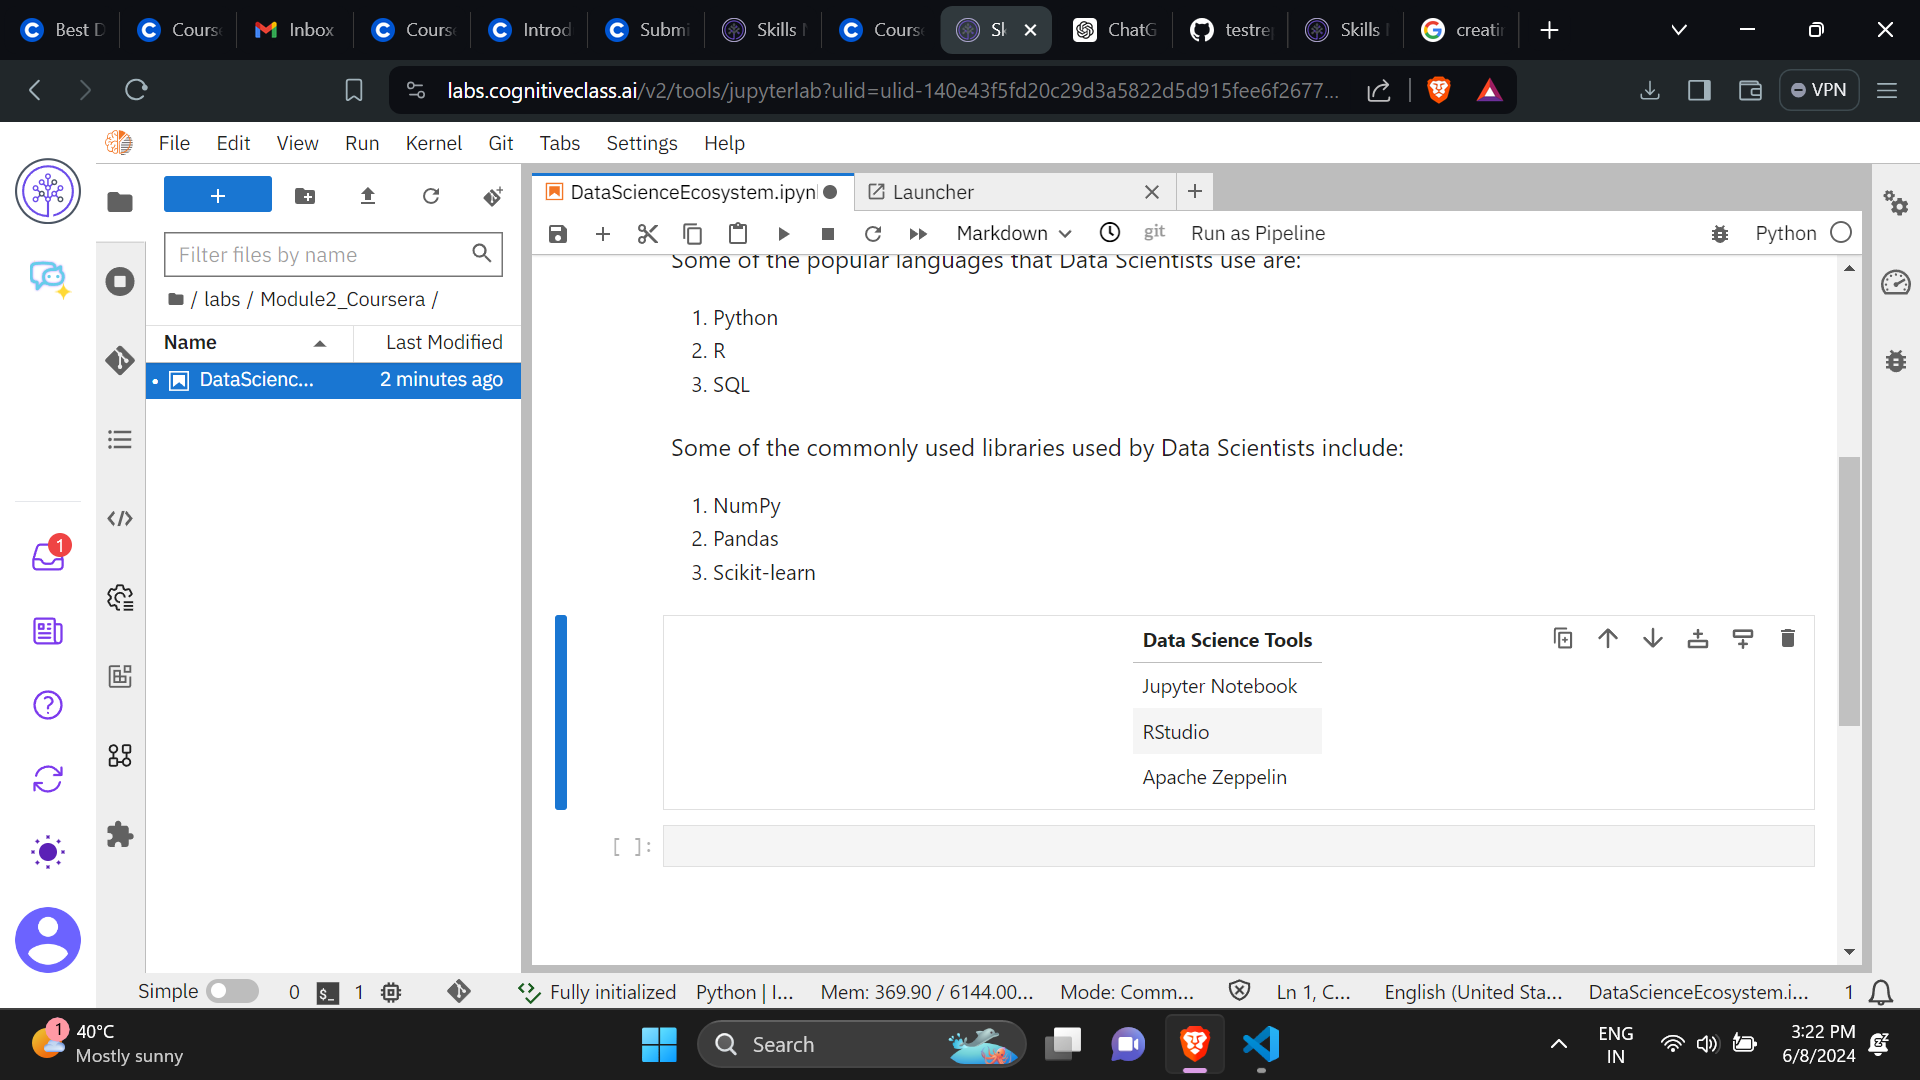 Best D
Cours
Inbox
Cours
Introd
Submi
Skills N
Cours
Sk
ChatG
testre
Skills
creatin
labs.cognitiveclass.ai/v2/tools/jupyterlab?ulid=ulid-140e43f5fd20c29d3a5822d5d915fee6f2677...
VPN
File Edit View Run Kernel Git Tabs Settings Help
DataScienceEcosystem.ipyn
Launcher
Markdown
git
Run as Pipeline
Python
Filter files by name
/ labs / Module2_Coursera /
Name Last Modified
DataScienc... 2 minutes ago
Some of the popular languages that Data Scientists use are:
1. Python
2. R
3. SQL
Some of the commonly used libraries used by Data Scientists include:
1. NumPy
2. Pandas
3. Scikit-learn
Data Science Tools
Jupyter Notebook
RStudio
Apache Zeppelin
[ ]:
1
Simple 0 $_ 1 Fully initialized Python | I... Mem: 369.90 / 6144.00... Mode: Comm... Ln 1, C... English (United Sta... DataScienceEcosystem.i... 1
1
40°C
Mostly sunny
Search
ENG
IN
3:22 PM
6/8/2024